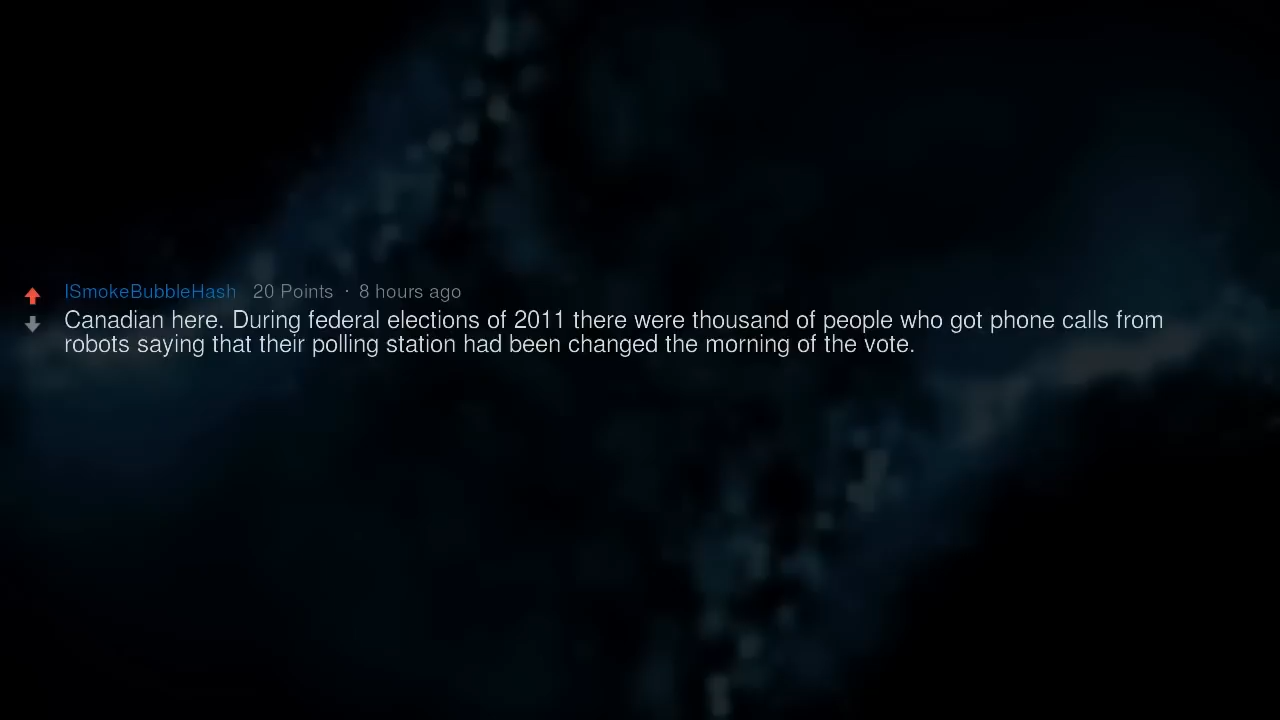 ISmokeBubbleHash 20 Points · 8 hours ago
Canadian here. During federal elections of 2011 there were thousand of people who got phone calls from
robots saying that their polling station had been changed the morning of the vote.